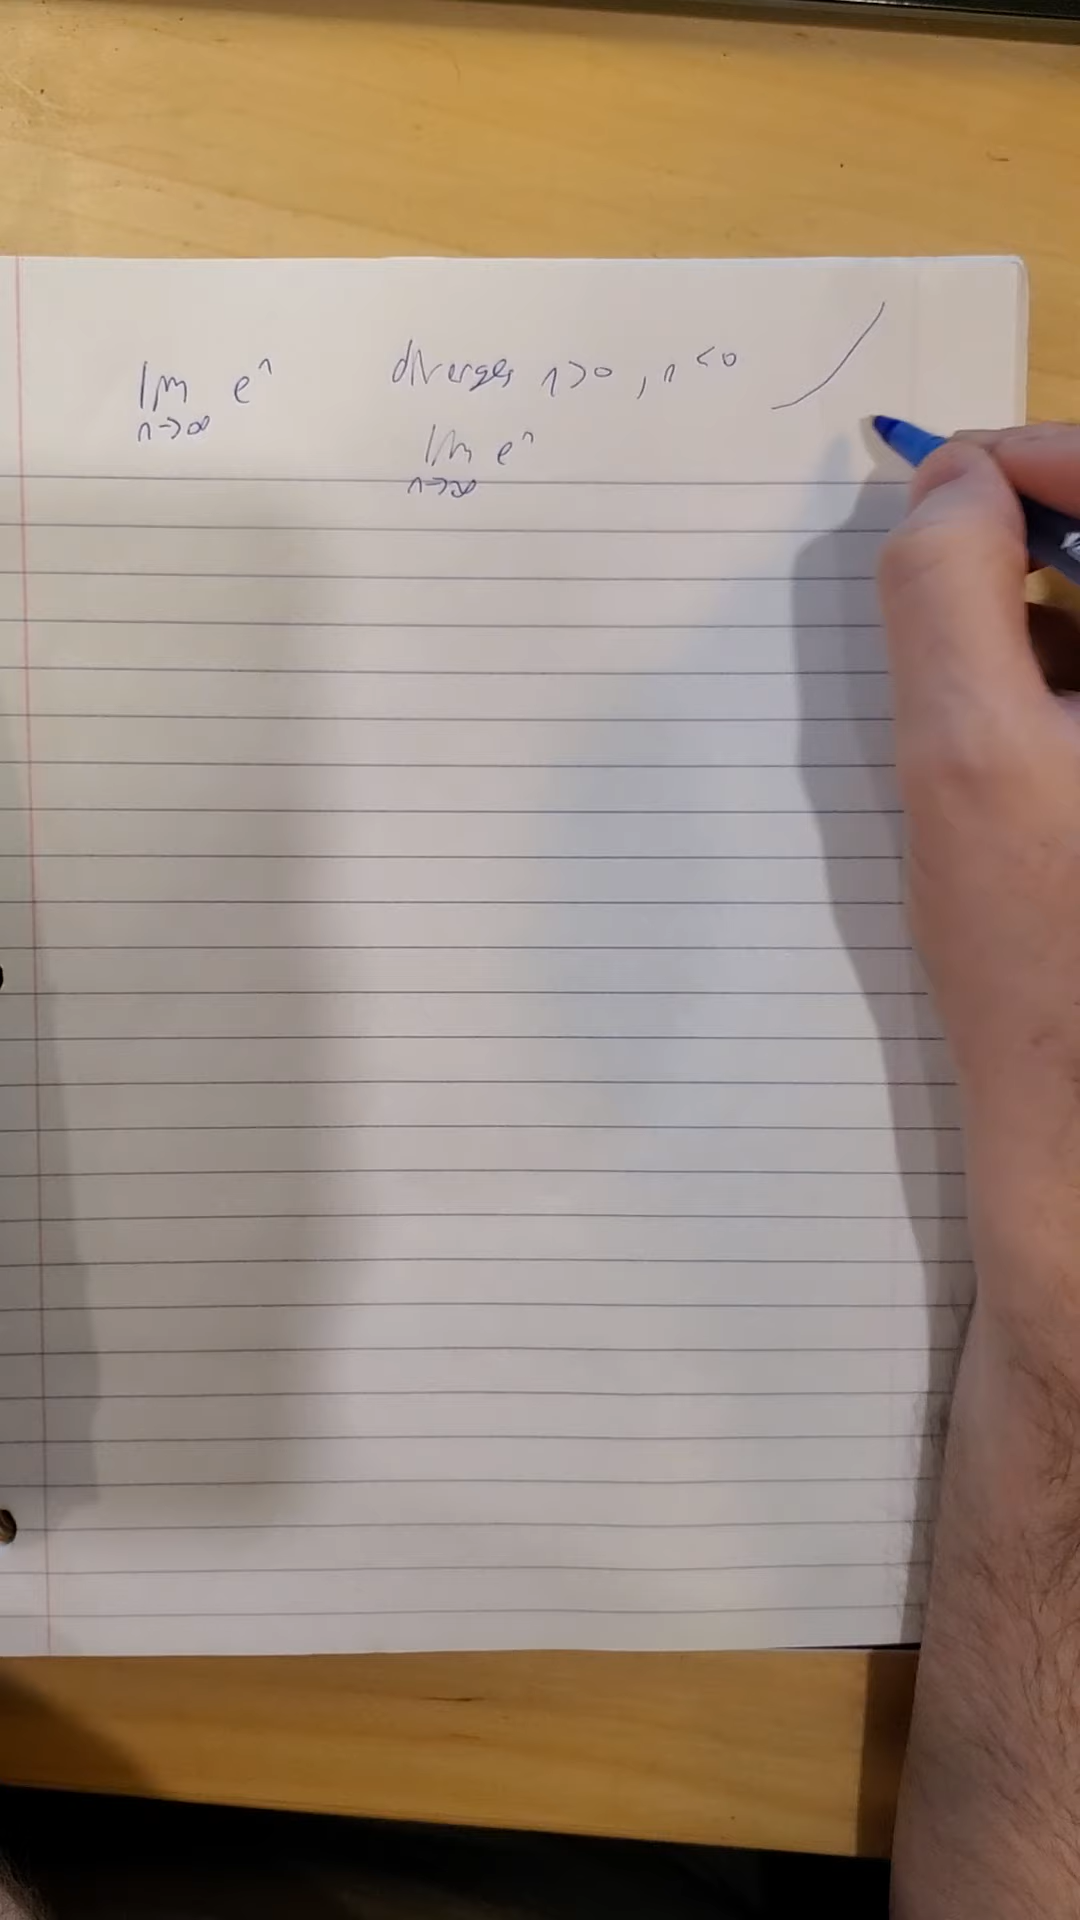 lim e^n diverges n>0, n<0
n→∞
lim e^n
n→∞